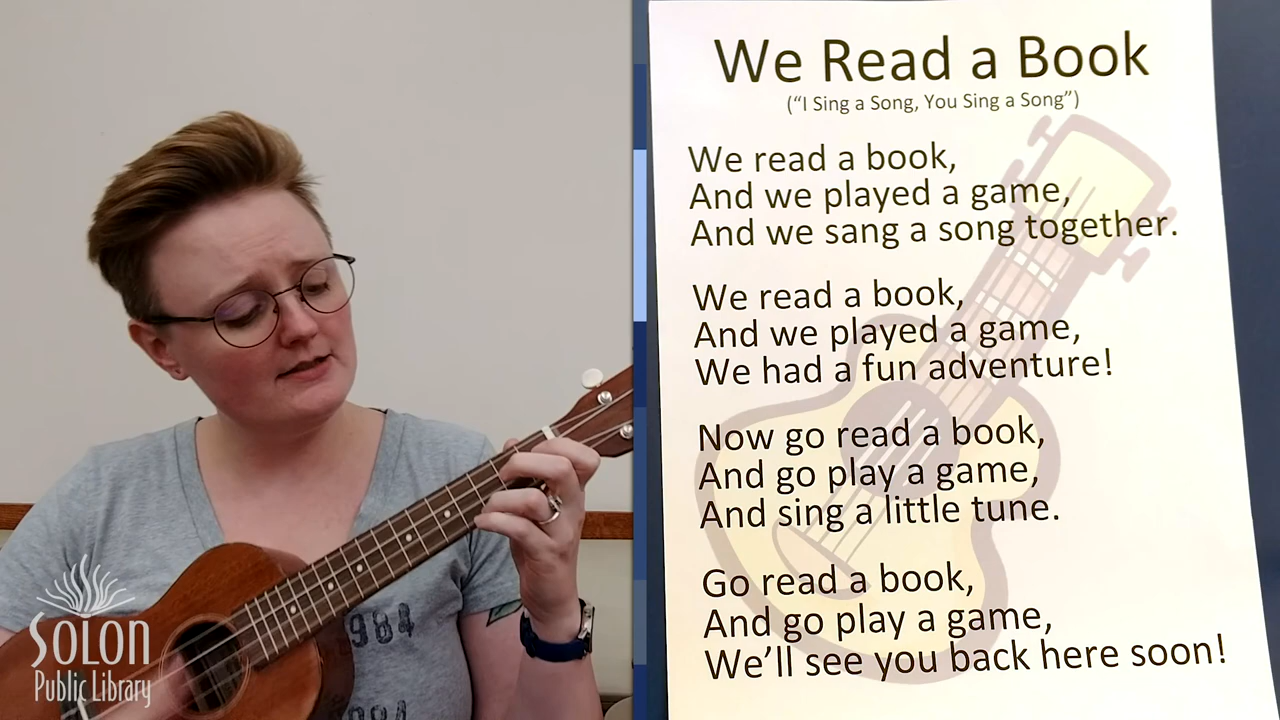 We Read a Book
("I Sing a Song, You Sing a Song")
We read a book,
And we played a game,
And we sang a song together.
We read a book,
And we played a game,
We had a fun adventure!
Now go read a book,
And go play a game,
And sing a little tune.
Go read a book,
And go play a game,
We'll see you back here soon!
1984
1984
SOLON
Public Library